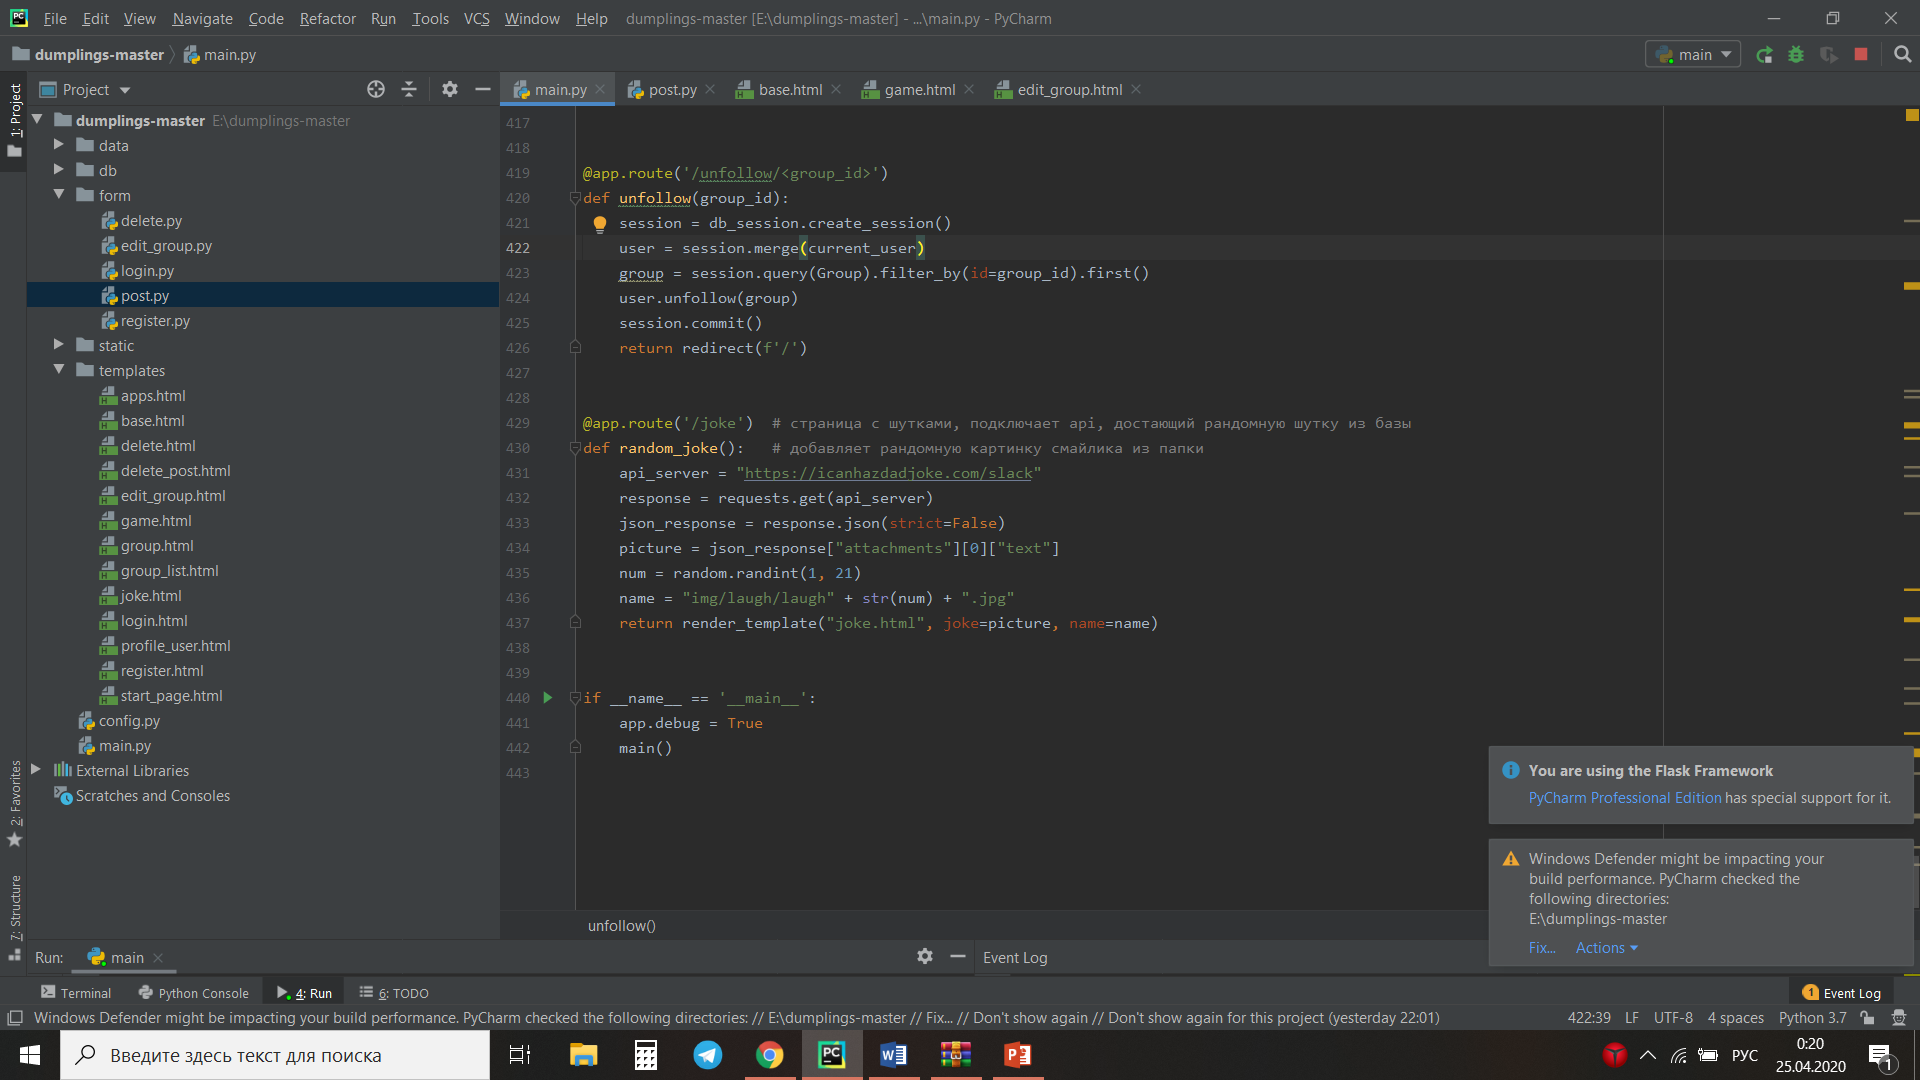 File Edit View Navigate Code Refactor Run Tools VCS Window Help dumplings-master [E:\dumplings-master] - ...\main.py - PyCharm
dumplings-master main.py
main
Project
main.py post.py base.html game.html edit_group.html
1: Project
dumplings-master E:\dumplings-master
data
db
form
delete.py
edit_group.py
login.py
post.py
register.py
static
templates
apps.html
base.html
delete.html
delete_post.html
edit_group.html
game.html
group.html
group_list.html
joke.html
login.html
profile_user.html
register.html
start_page.html
config.py
main.py
External Libraries
Scratches and Consoles
2: Favorites
7: Structure
417
418
419 @app.route('/unfollow/<group_id>')
420 def unfollow(group_id):
421 session = db_session.create_session()
422 user = session.merge(current_user)
423 group = session.query(Group).filter_by(id=group_id).first()
424 user.unfollow(group)
425 session.commit()
426 return redirect(f'/')
427
428
429 @app.route('/joke') # страница с шутками, подключает api, достающий рандомную шутку из базы
430 def random_joke(): # добавляет рандомную картинку смайлика из папки
431 api_server = "https://icanhazdadjoke.com/slack"
432 response = requests.get(api_server)
433 json_response = response.json(strict=False)
434 picture = json_response["attachments"][0]["text"]
435 num = random.randint(1, 21)
436 name = "img/laugh/laugh" + str(num) + ".jpg"
437 return render_template("joke.html", joke=picture, name=name)
438
439
440 if __name__ == '__main__':
441 app.debug = True
442 main()
443
unfollow()
You are using the Flask Framework
PyCharm Professional Edition has special support for it.
Windows Defender might be impacting your
build performance. PyCharm checked the
following directories:
E:\dumplings-master
Fix... Actions
Run: main
Event Log
Terminal Python Console 4: Run 6: TODO
1 Event Log
Windows Defender might be impacting your build performance. PyCharm checked the following directories: // E:\dumplings-master // Fix... // Don't show again // Don't show again for this project (yesterday 22:01)
422:39 LF UTF-8 4 spaces Python 3.7
Введите здесь текст для поиска
РУС
0:20
25.04.2020
1